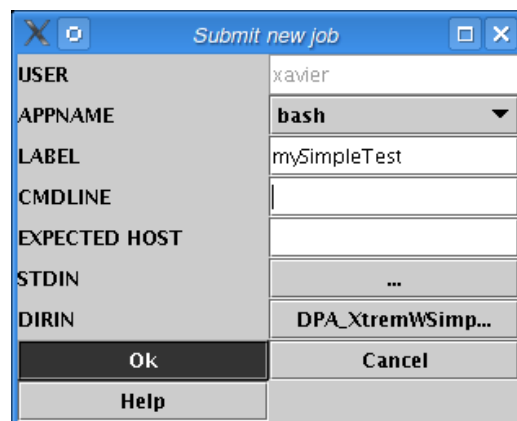 Submit new job
USER xavier
APPNAME bash
LABEL mySimpleTest
CMDLINE
EXPECTED HOST
STDIN ...
DIRIN DPA_XtremWSimp...
Ok Cancel
Help